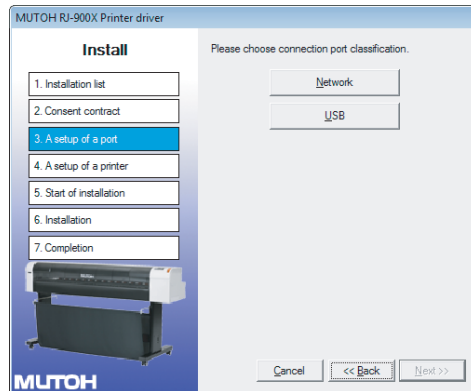 MUTOH RJ-900X Printer driver
Install
1. Installation list
2. Consent contract
3. A setup of a port
4. A setup of a printer
5. Start of installation
6. Installation
7. Completion
MUTOH
Please choose connection port classification.
Network
USB
Cancel
<< Back
Next >>